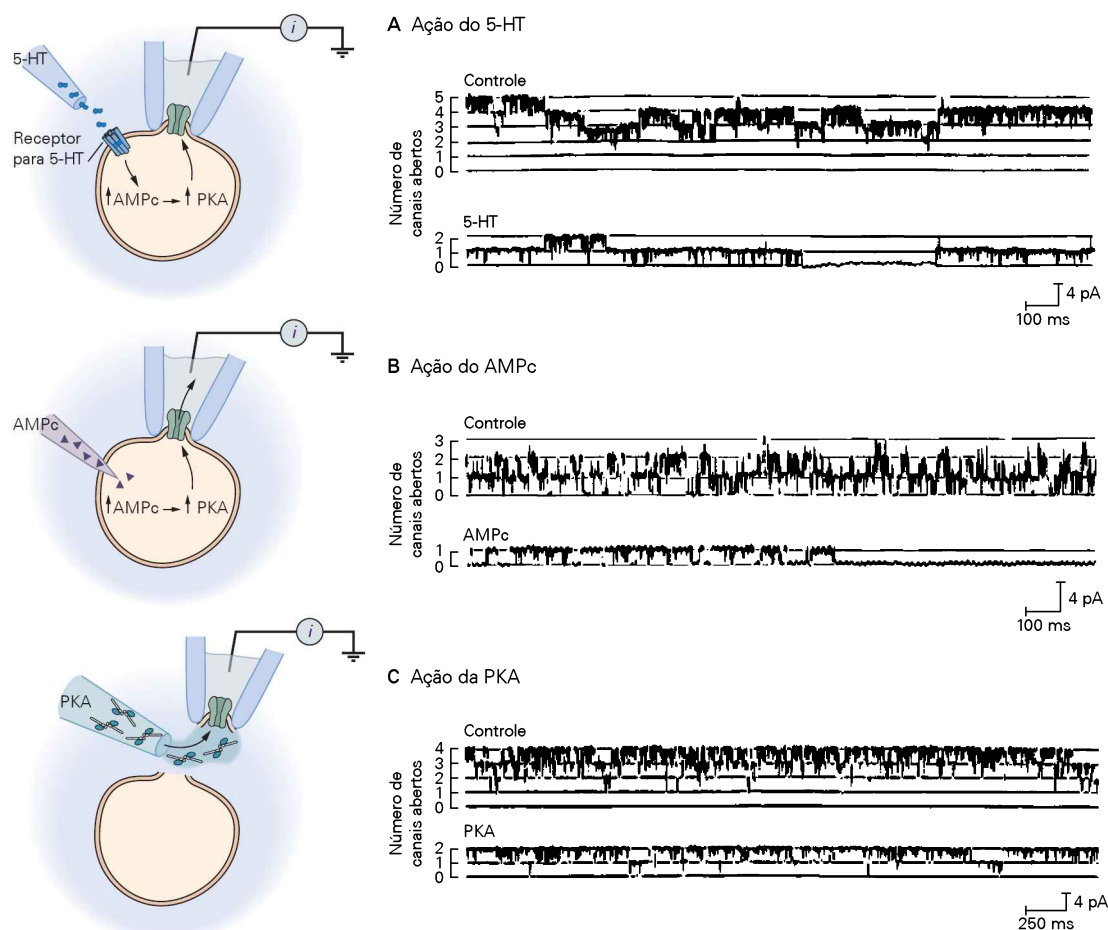 A Ação do 5-HT
5-HT
Receptor
para 5-HT
AMPc
PKA
i
Controle
Número de
canais abertos
5
4
3
2
1
0
5-HT
2
1
0
4 pA
100 ms
B Ação do AMPc
AMPc
AMPc
PKA
i
Controle
Número de
canais abertos
3
2
1
0
AMPc
1
0
4 pA
100 ms
C Ação da PKA
PKA
i
Controle
Número de
canais abertos
4
3
2
1
0
PKA
2
1
0
4 pA
250 ms